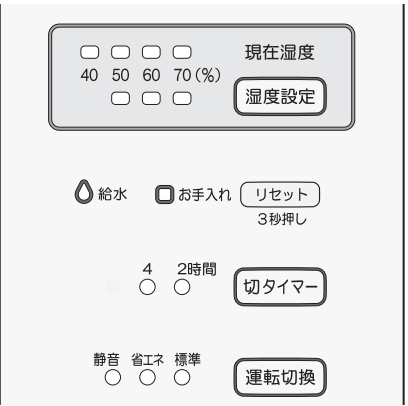 現在湿度
40 50 60 70(%)
湿度設定
給水 お手入れ リセット
3秒押し
4 2時間
切タイマー
静音 省エネ 標準
運転切換